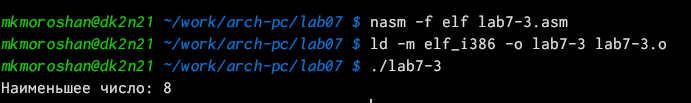 mkmoroshan@dk2n21 ~/work/arch-pc/lab07 $ nasm -f elf lab7-3.asm
mkmoroshan@dk2n21 ~/work/arch-pc/lab07 $ ld -m elf_i386 -o lab7-3 lab7-3.o
mkmoroshan@dk2n21 ~/work/arch-pc/lab07 $ ./lab7-3
Наименьшее число: 8